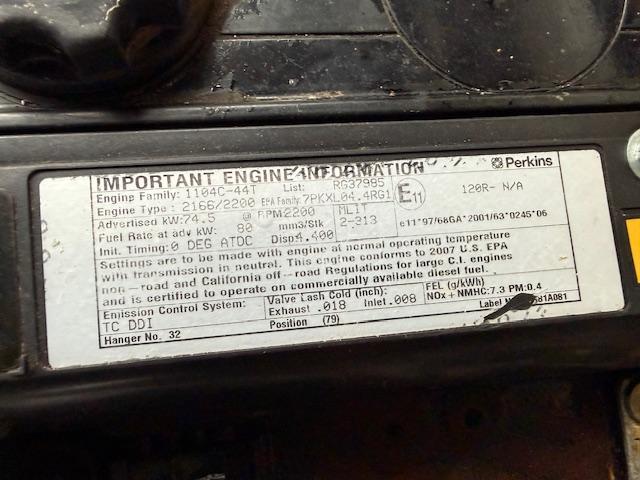 IMPORTANT ENGINE INFORMATION
Perkins
Engine Family: 1104C-44T List: RG37985
Engine Type: 2166/2200 EPA Family: 7PKXL04.4RG1
E11 120R- N/A
Advertised kW:74.5 @ RPM2200 MLIT
Fuel Rate at adv kW: 80 mm3/Stk 2-313
e11*97/68GA*2001/63*0245*06
Init. Timing:0 DEG ATDC Disp4.400
Settings are to be made with engine at normal operating temperature
with transmission in neutral. This engine conforms to 2007 U.S. EPA
non-road and California off-road Regulations for large C.I. engines
and is certified to operate on commercially available diesel fuel.
Emission Control System: Valve Lash Cold (inch): FEL (g/kWh)
TC DDI Exhaust .018 Inlet.008 NOx + NMHC:7.3 PM:0.4
Hanger No. 32 Position (79) Label